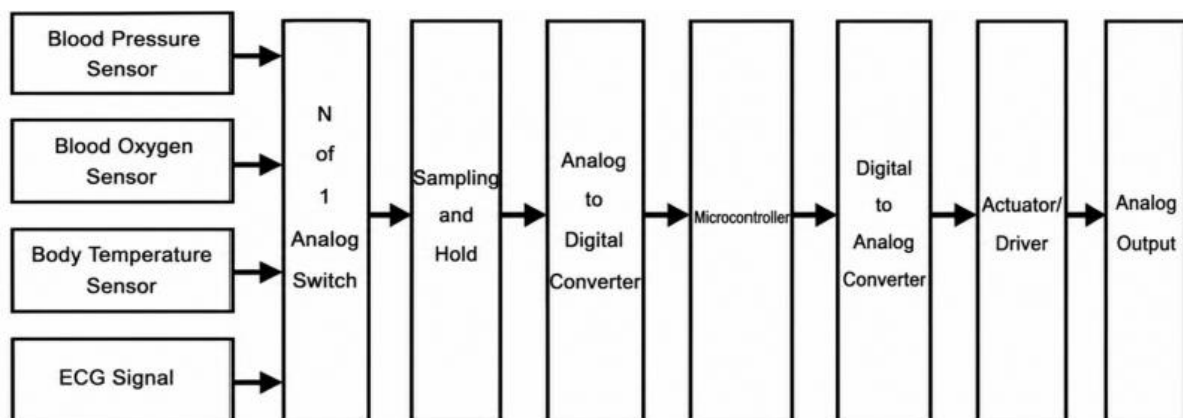 Blood Pressure
Sensor
Blood Oxygen
Sensor
Body Temperature
Sensor
ECG Signal
N
of
1
Analog
Switch
Sampling
and
Hold
Analog
to
Digital
Converter
Microcontroller
Digital
to
Analog
Converter
Actuator/
Driver
Analog
Output